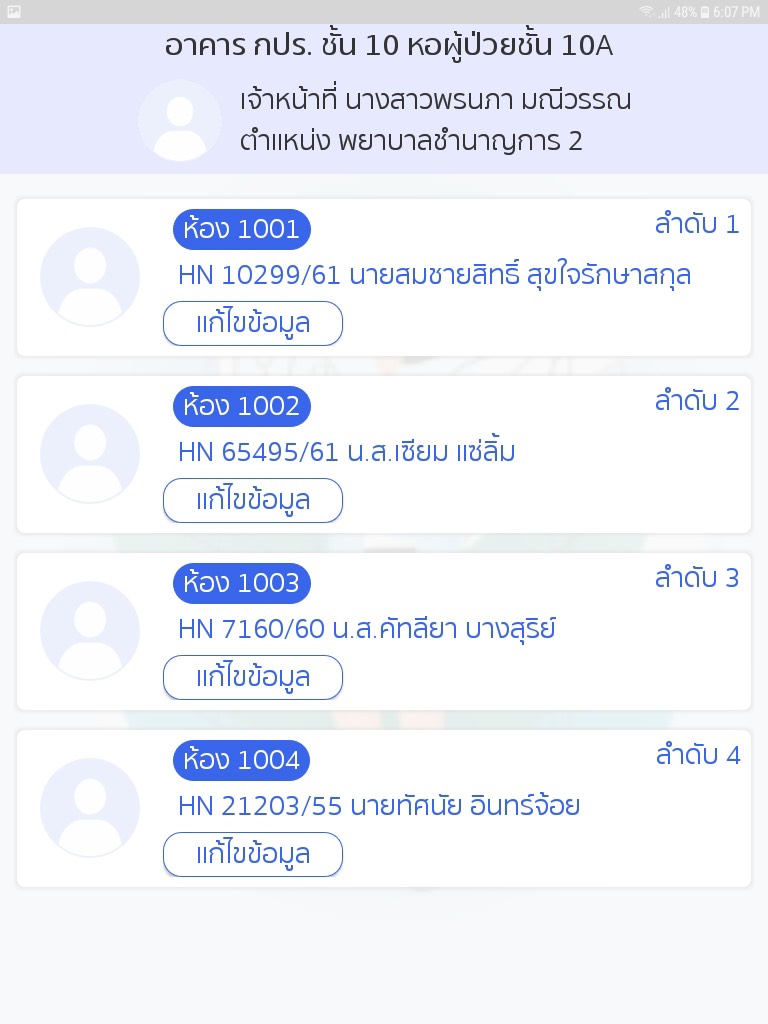 48% 6:07 PM
อาคาร กปร. ชั้น 10 หอผู้ป่วยชั้น 10A
เจ้าหน้าที่ นางสาวพรนภา มณีวรรณ
ตำแหน่ง พยาบาลชำนาญการ 2
ห้อง 1001 ลำดับ 1
HN 10299/61 นายสมชายสิทธิ์ สุขใจรักษาสกุล
แก้ไขข้อมูล
ห้อง 1002 ลำดับ 2
HN 65495/61 น.ส.เซียม แซ่ลิ้ม
แก้ไขข้อมูล
ห้อง 1003 ลำดับ 3
HN 7160/60 น.ส.คัทลียา บางสุริย์
แก้ไขข้อมูล
ห้อง 1004 ลำดับ 4
HN 21203/55 นายทัศนัย อินทร์จ้อย
แก้ไขข้อมูล